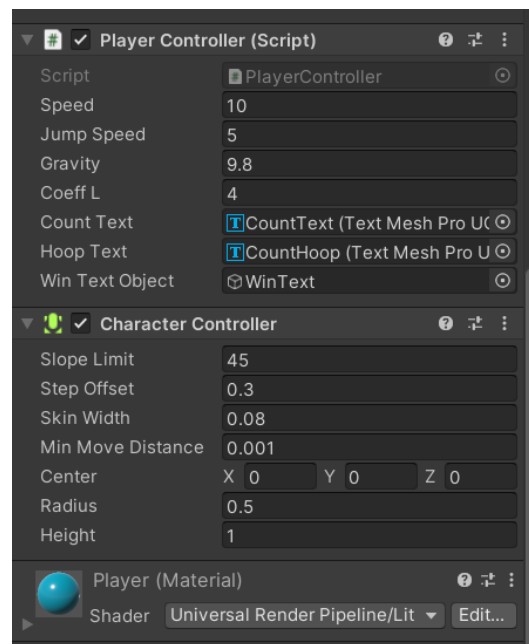 # Player Controller (Script)
Script PlayerController
Speed 10
Jump Speed 5
Gravity 9.8
Coeff L 4
Count Text CountText (Text Mesh Pro U
Hoop Text CountHoop (Text Mesh Pro U
Win Text Object WinText
Character Controller
Slope Limit 45
Step Offset 0.3
Skin Width 0.08
Min Move Distance 0.001
Center X 0 Y 0 Z 0
Radius 0.5
Height 1
Player (Material)
Shader Universal Render Pipeline/Lit Edit...